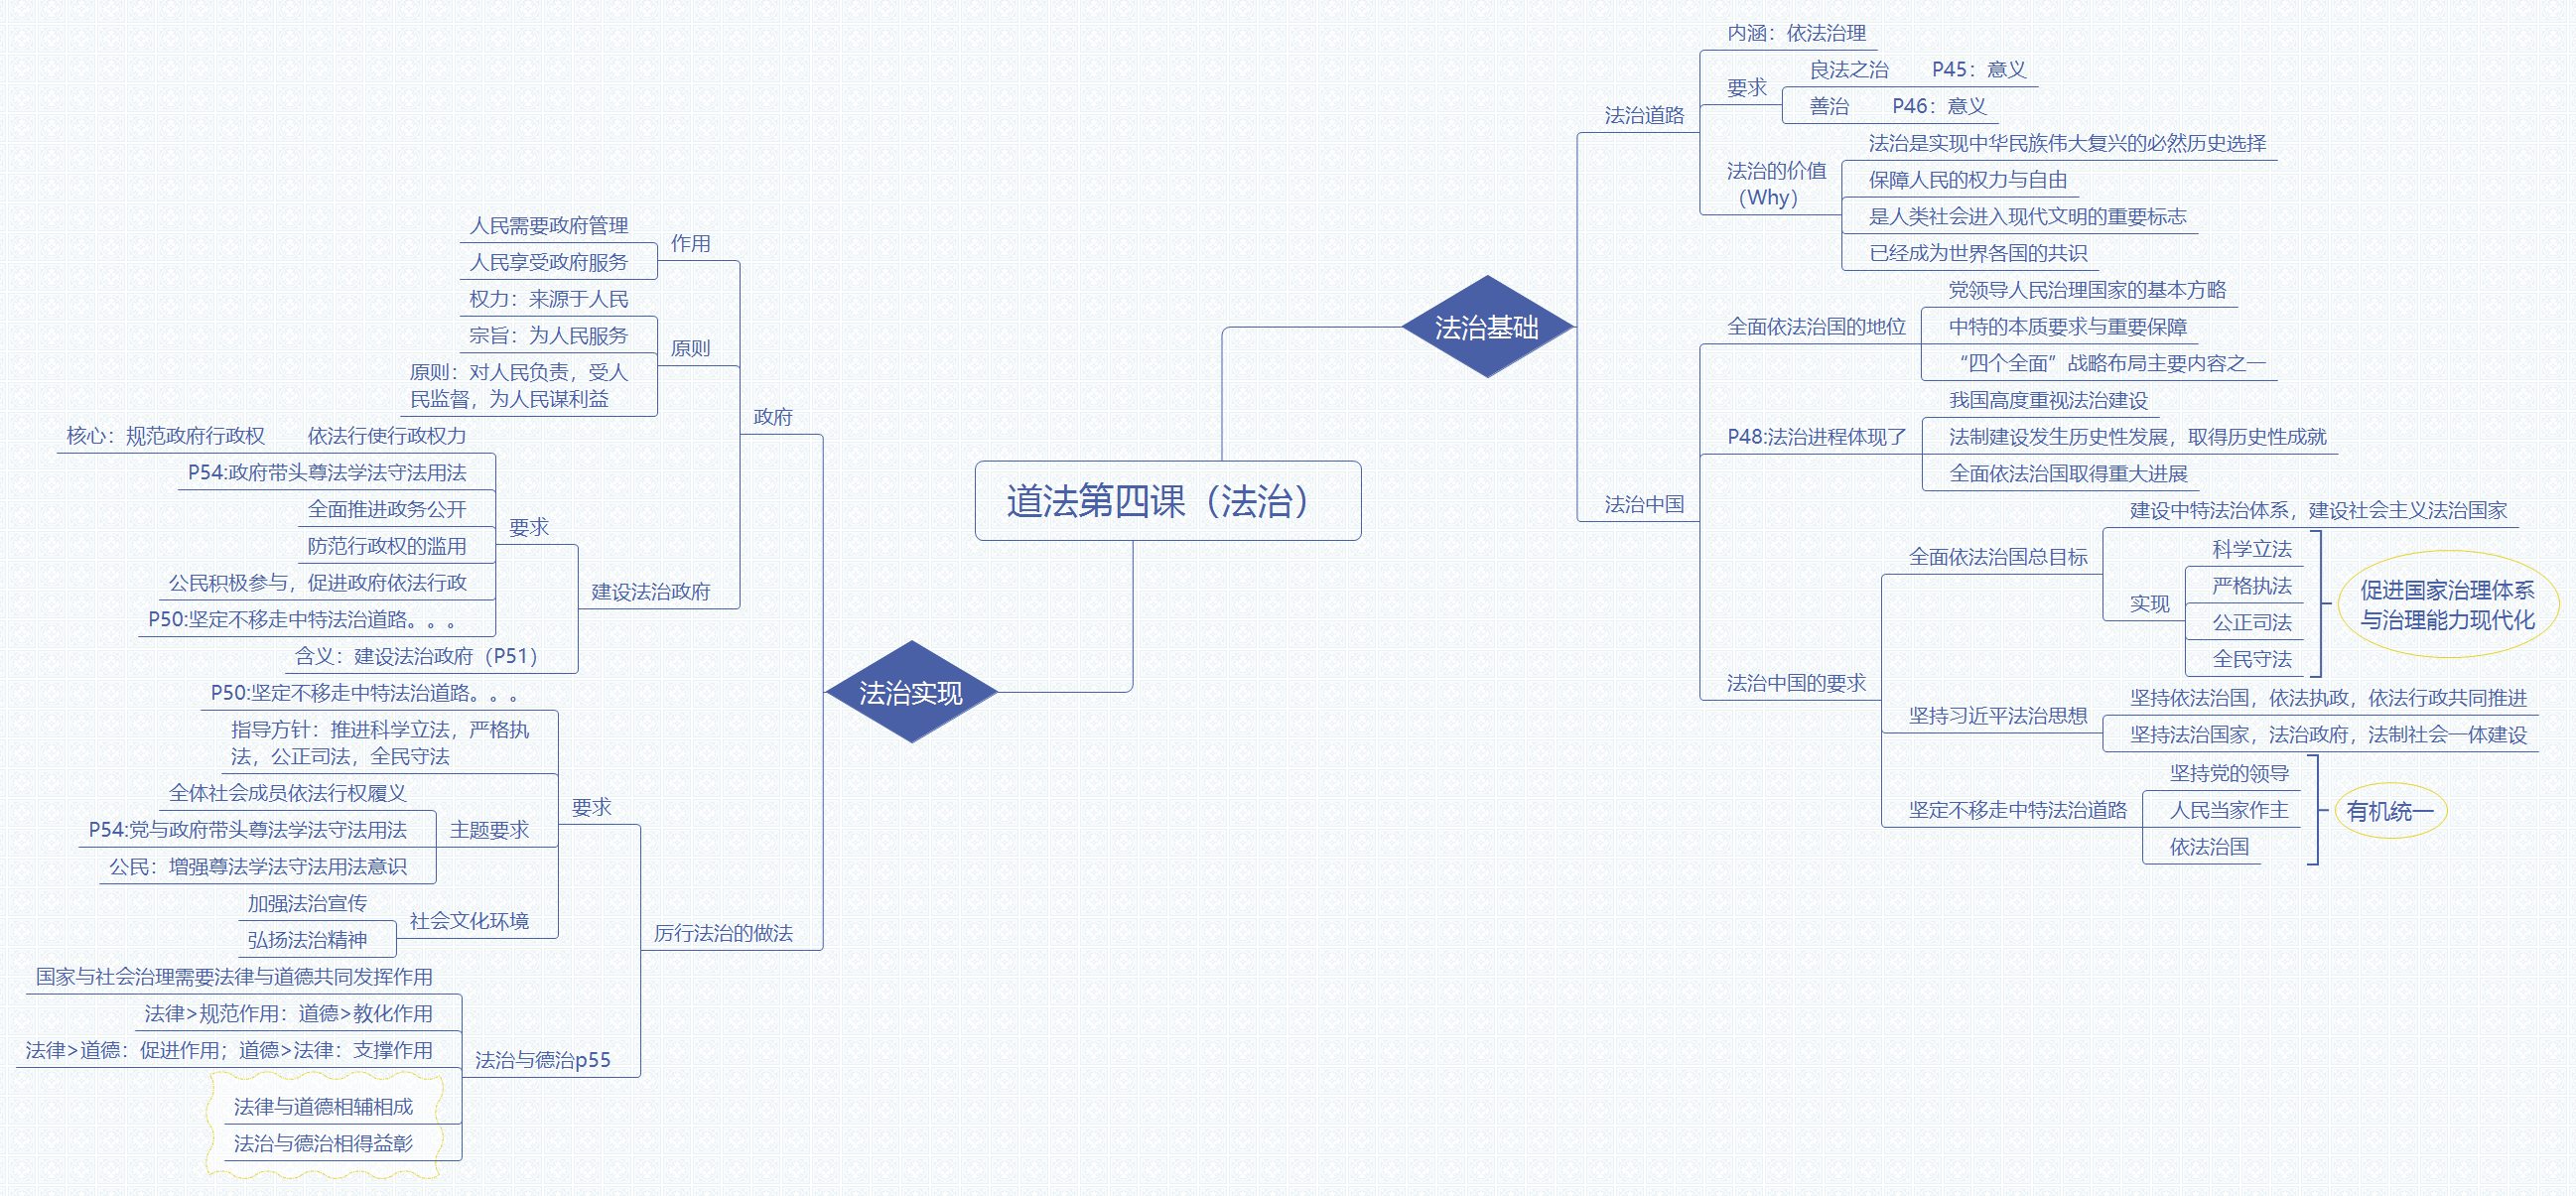 道法第四课（法治）
法治基础
法治道路
内涵：依法治理
要求
良法之治
P45：意义
善治
P46：意义
法治的价值
（Why）
法治是实现中华民族伟大复兴的必然历史选择
保障人民的权力与自由
是人类社会进入现代文明的重要标志
已经成为世界各国的共识
法治中国
全面依法治国的地位
党领导人民治理国家的基本方略
中特的本质要求与重要保障
“四个全面”战略布局主要内容之一
P48:法治进程体现了
我国高度重视法治建设
法制建设发生历史性发展，取得历史性成就
全面依法治国取得重大进展
法治中国的要求
全面依法治国总目标
建设中特法治体系，建设社会主义法治国家
实现
科学立法
严格执法
公正司法
全民守法
促进国家治理体系
与治理能力现代化
坚持习近平法治思想
坚持依法治国，依法执政，依法行政共同推进
坚持法治国家，法治政府，法制社会一体建设
坚定不移走中特法治道路
坚持党的领导
人民当家作主
依法治国
有机统一
法治实现
政府
作用
人民需要政府管理
人民享受政府服务
原则
权力：来源于人民
宗旨：为人民服务
原则：对人民负责，受人
民监督，为人民谋利益
建设法治政府
要求
依法行使行政权力
核心：规范政府行政权
P54:政府带头尊法学法守法用法
全面推进政务公开
防范行政权的滥用
公民积极参与，促进政府依法行政
P50:坚定不移走中特法治道路。。。
含义：建设法治政府（P51）
厉行法治的做法
要求
P50:坚定不移走中特法治道路。。。
指导方针：推进科学立法，严格执
法，公正司法，全民守法
主题要求
全体社会成员依法行权履义
P54:党与政府带头尊法学法守法用法
公民：增强尊法学法守法用法意识
社会文化环境
加强法治宣传
弘扬法治精神
法治与德治p55
国家与社会治理需要法律与道德共同发挥作用
法律>规范作用：道德>教化作用
法律>道德：促进作用；道德>法律：支撑作用
法律与道德相辅相成
法治与德治相得益彰